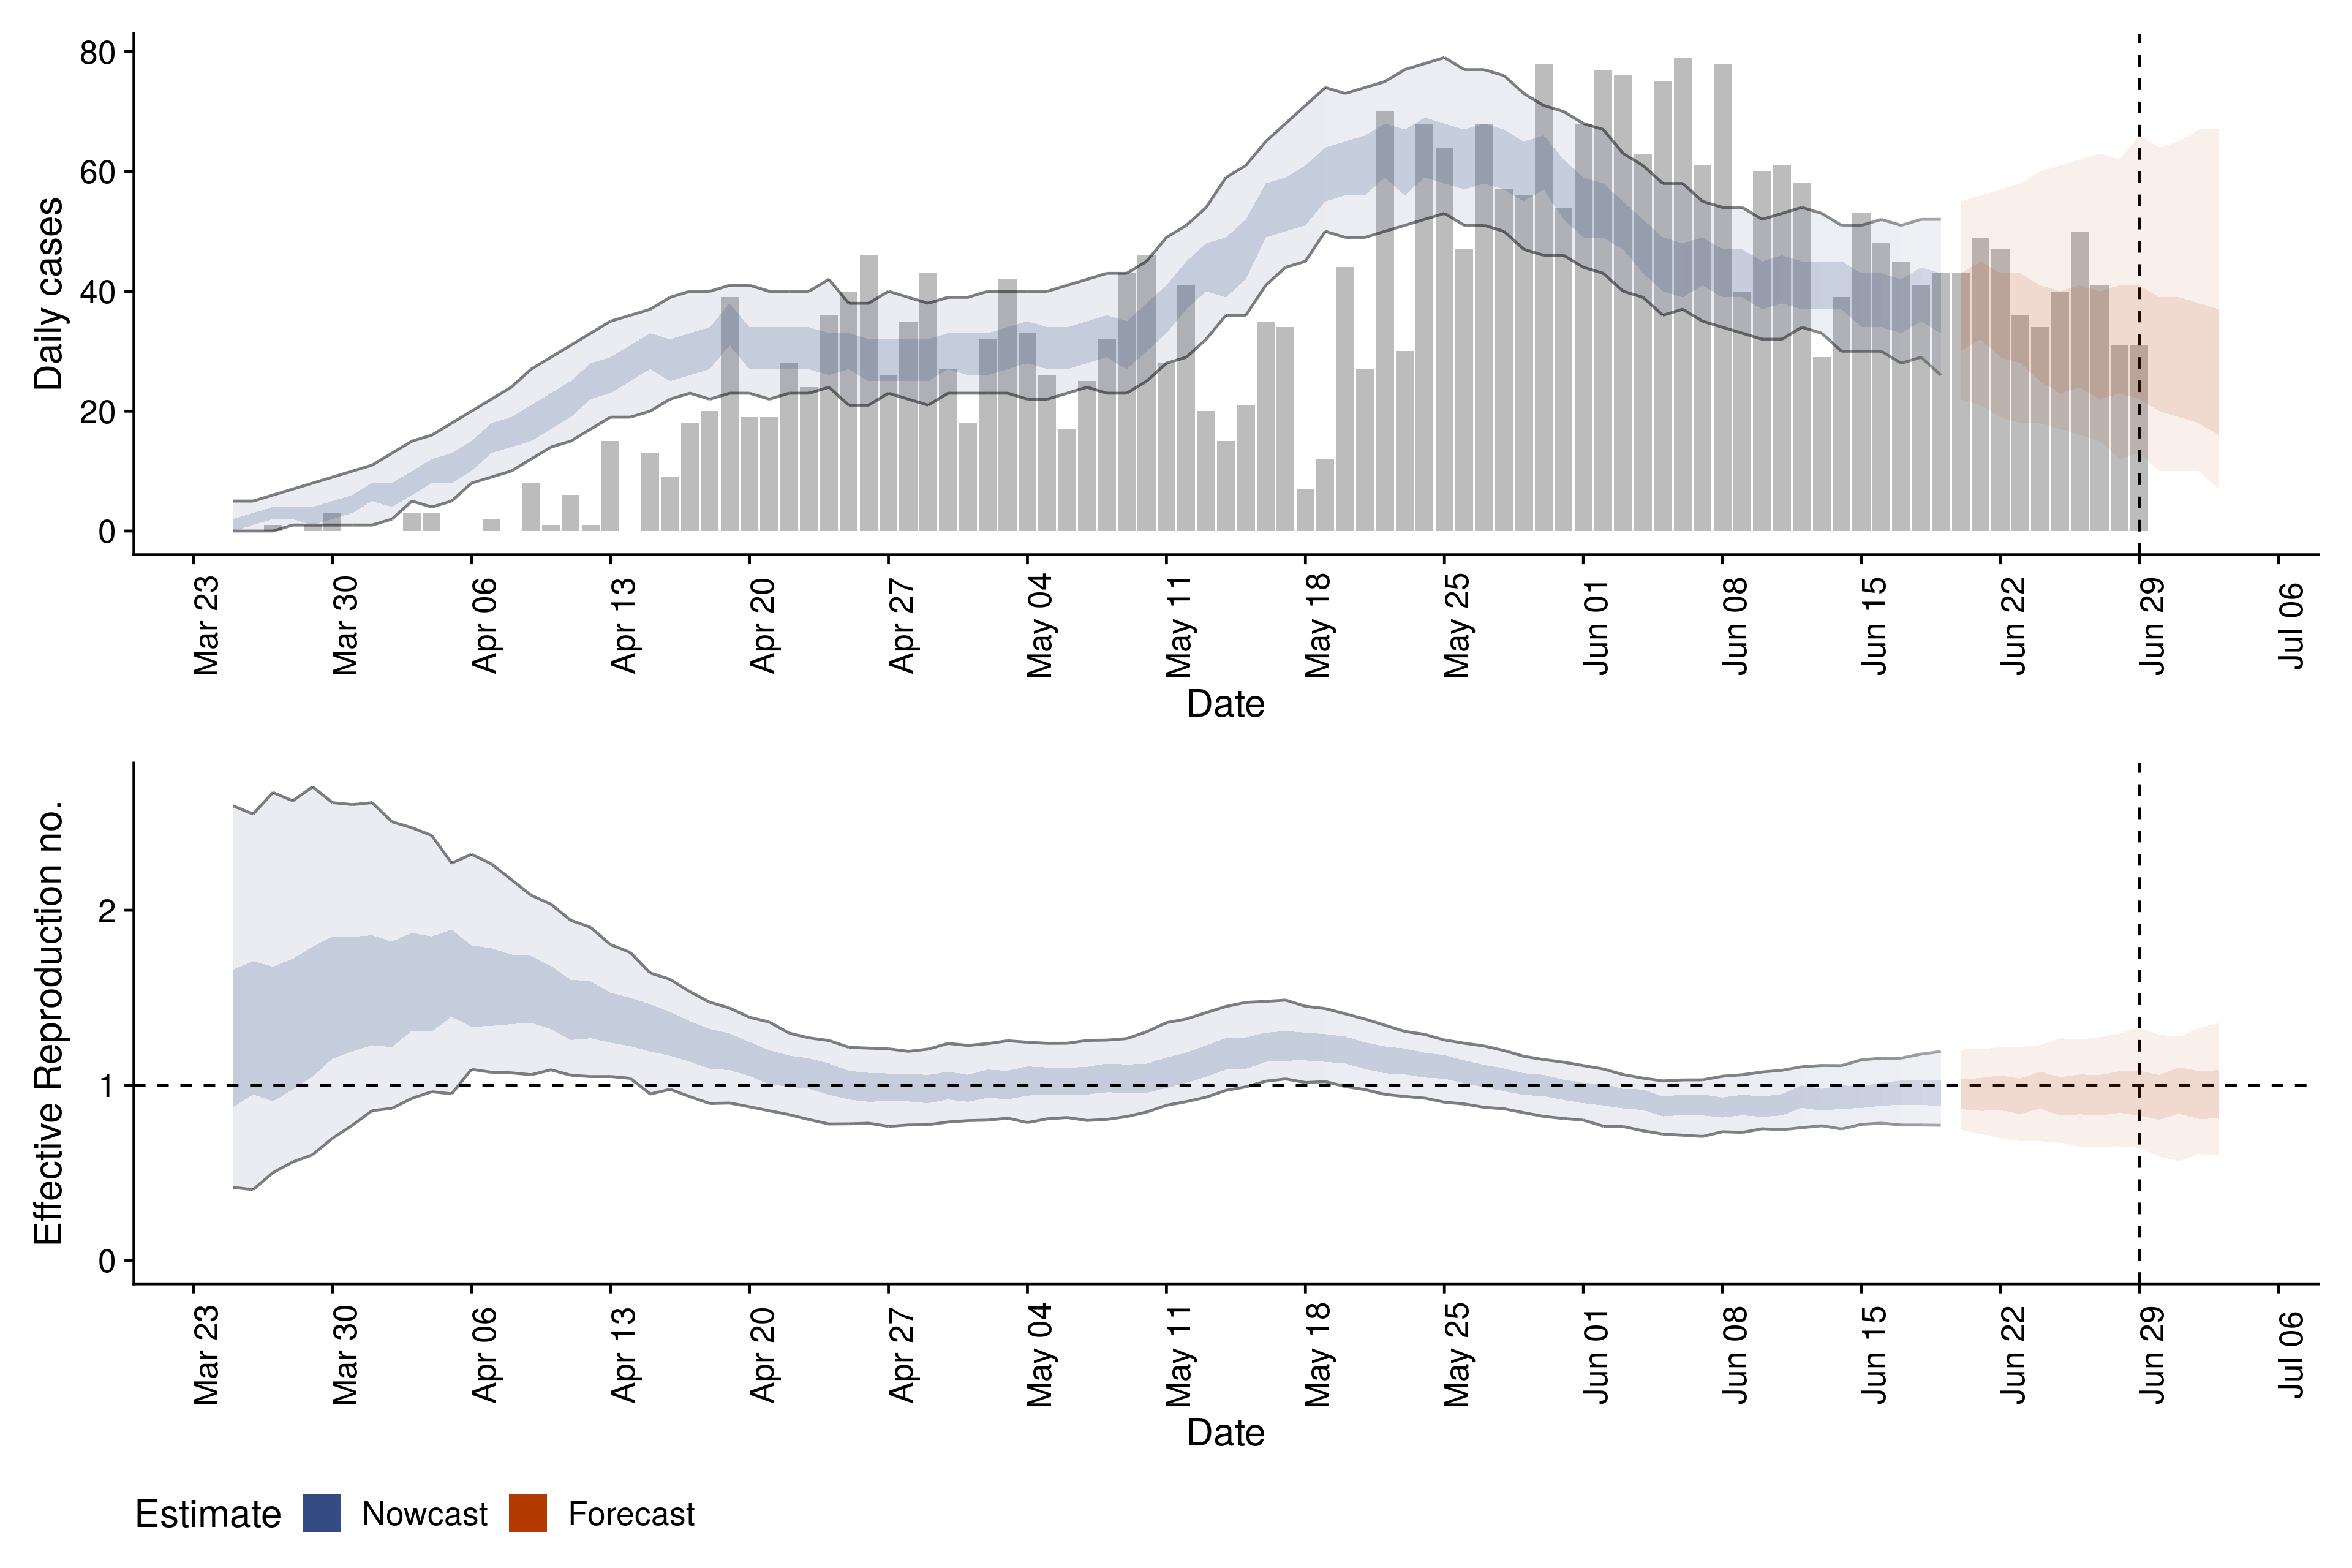 Daily cases
80
60
40
20
0
Mar 23 Mar 30 Apr 06 Apr 13 Apr 20 Apr 27 May 04 May 11 May 18 May 25 Jun 01 Jun 08 Jun 15 Jun 22 Jun 29 Jul 06
Date
Effective Reproduction no.
2
1
0
Mar 23 Mar 30 Apr 06 Apr 13 Apr 20 Apr 27 May 04 May 11 May 18 May 25 Jun 01 Jun 08 Jun 15 Jun 22 Jun 29 Jul 06
Date
Estimate Nowcast Forecast